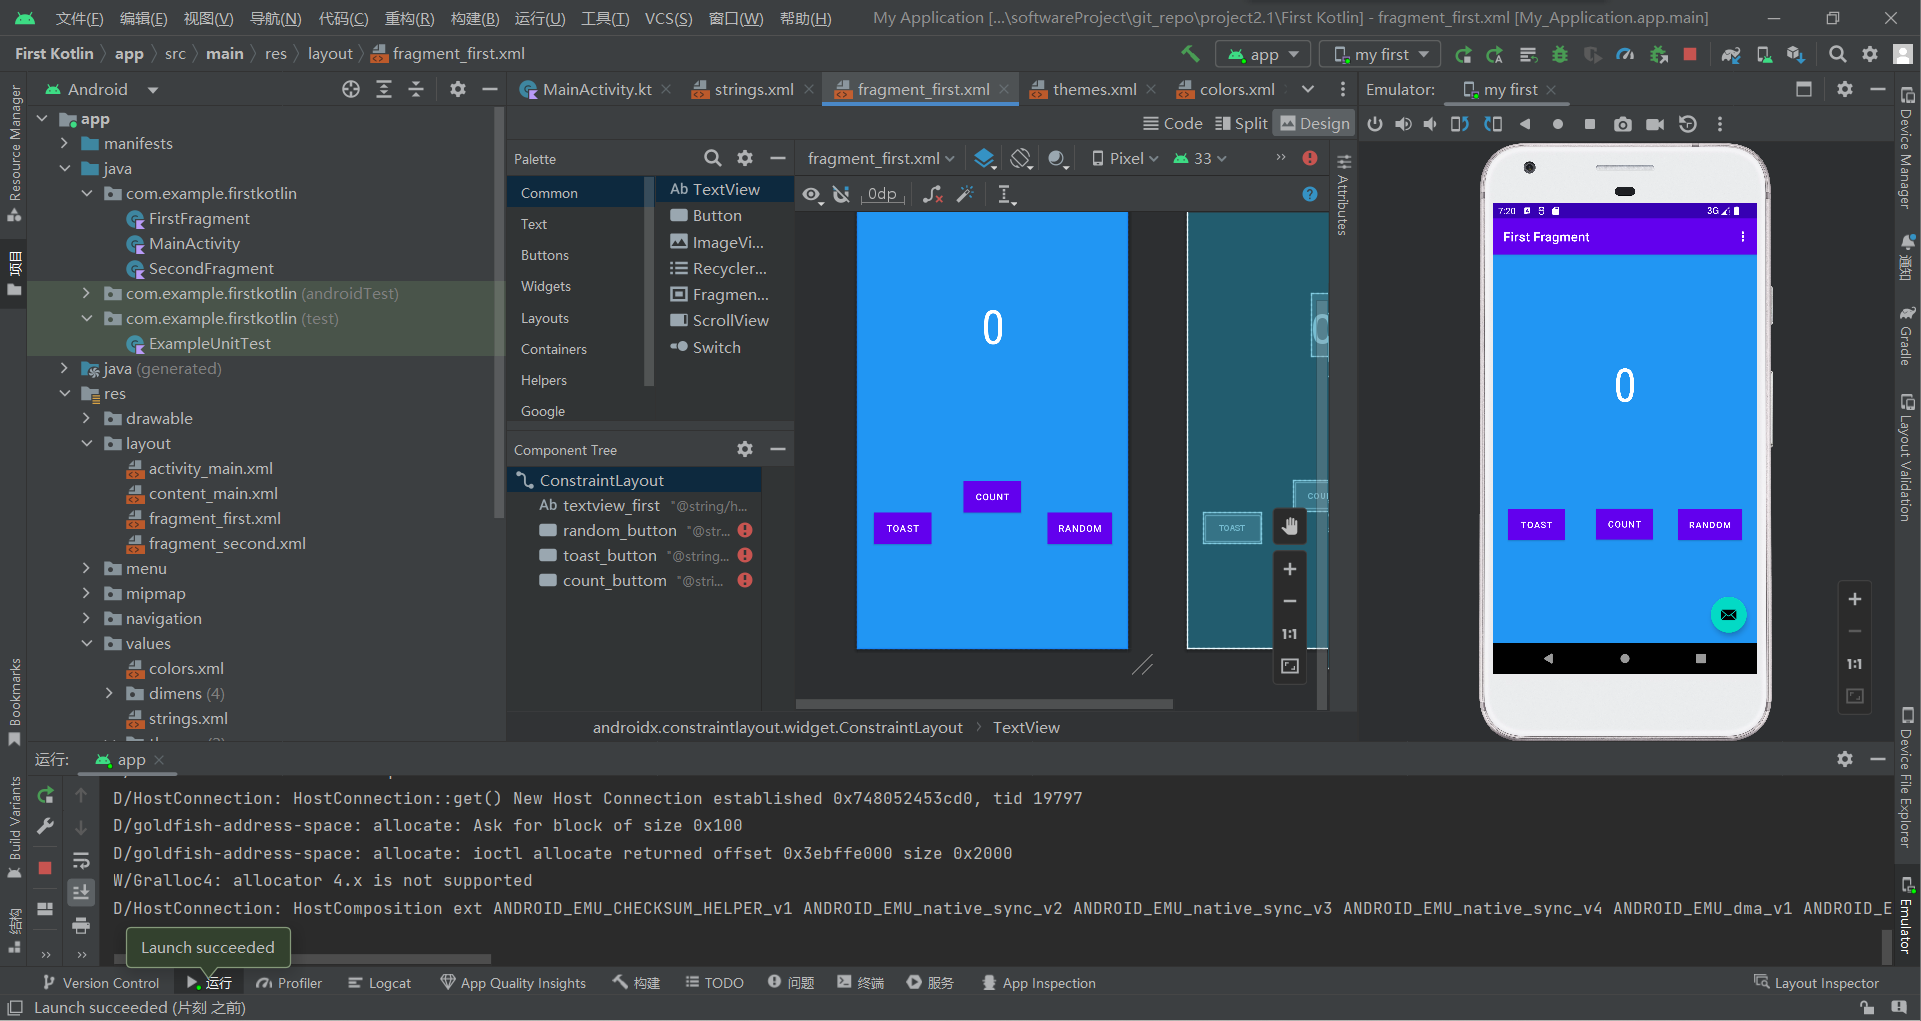 文件(F) 编辑(E) 视图(V) 导航(N) 代码(C) 重构(R) 构建(B) 运行(U) 工具(T) VCS(S) 窗口(W) 帮助(H) My Application [...\softwareProject\git_repo\project2.1\First Kotlin] - fragment_first.xml [My_Application.app.main]
First Kotlin app src main res layout fragment_first.xml app my first
Android MainActivity.kt strings.xml fragment_first.xml themes.xml colors.xml Emulator: my first
Code Split Design
Resource Manager
项目
Bookmarks
Build Variants
结构
app
manifests
java
com.example.firstkotlin
FirstFragment
MainActivity
SecondFragment
com.example.firstkotlin (androidTest)
com.example.firstkotlin (test)
ExampleUnitTest
java (generated)
res
drawable
layout
activity_main.xml
content_main.xml
fragment_first.xml
fragment_second.xml
menu
mipmap
navigation
values
colors.xml
dimens (4)
strings.xml
Palette
Common
Text
Buttons
Widgets
Layouts
Containers
Helpers
Google
Ab TextView
Button
ImageVi...
Recycler...
Fragmen...
ScrollView
Switch
Component Tree
ConstraintLayout
Ab textview_first "@string/h...
random_button "@str...
toast_button "@string...
count_buttom "@stri...
fragment_first.xml Pixel 33
0dp
0
COUNT
TOAST
RANDOM
COU
TOAST
1:1
Attributes
androidx.constraintlayout.widget.ConstraintLayout TextView
7:20 3G
First Fragment
0
TOAST COUNT RANDOM
1:1
Device Manager
通知
Gradle
Layout Validation
Device File Explorer
Emulator
运行: app
D/HostConnection: HostConnection::get() New Host Connection established 0x748052453cd0, tid 19797
D/goldfish-address-space: allocate: Ask for block of size 0x100
D/goldfish-address-space: allocate: ioctl allocate returned offset 0x3ebffe000 size 0x2000
W/Gralloc4: allocator 4.x is not supported
D/HostConnection: HostComposition ext ANDROID_EMU_CHECKSUM_HELPER_v1 ANDROID_EMU_native_sync_v2 ANDROID_EMU_native_sync_v3 ANDROID_EMU_native_sync_v4 ANDROID_EMU_dma_v1 ANDROID_E
Launch succeeded
Version Control 运行 Profiler Logcat App Quality Insights 构建 TODO 问题 终端 服务 App Inspection Layout Inspector
Launch succeeded (片刻 之前)